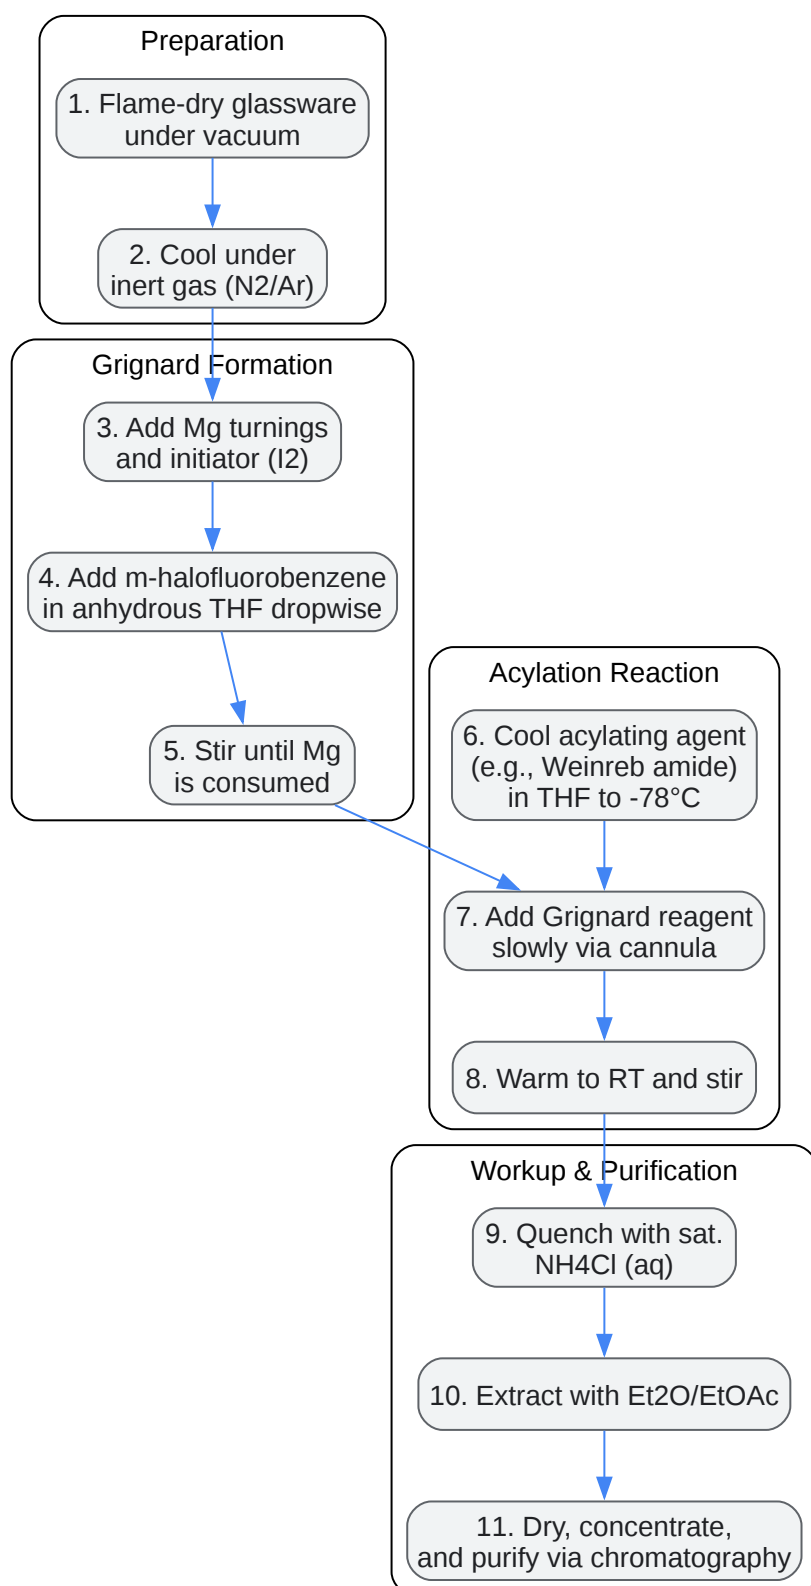 Preparation
1. Flame-dry glassware
under vacuum
2. Cool under
inert gas (N2/Ar)
Grignard Formation
3. Add Mg turnings
and initiator (I2)
4. Add m-halofluorobenzene
in anhydrous THF dropwise
5. Stir until Mg
is consumed
Acylation Reaction
6. Cool acylating agent
(e.g., Weinreb amide)
in THF to -78°C
7. Add Grignard reagent
slowly via cannula
8. Warm to RT and stir
Workup & Purification
9. Quench with sat.
NH4Cl (aq)
10. Extract with Et2O/EtOAc
11. Dry, concentrate,
and purify via chromatography